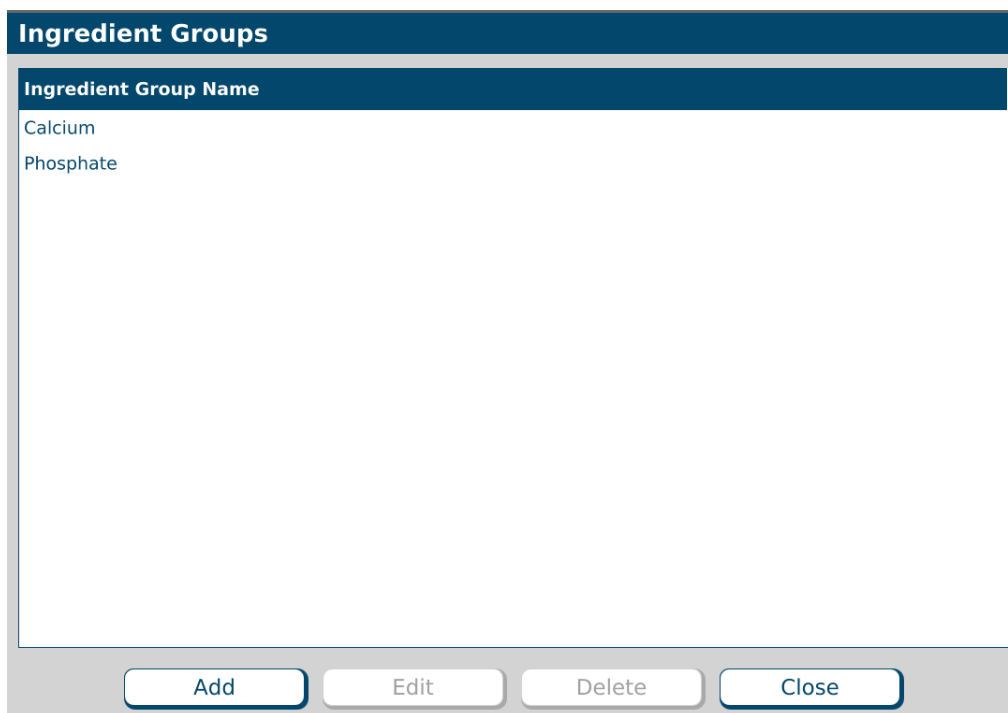 Ingredient Groups
Ingredient Group Name
Calcium
Phosphate
Add Edit Delete Close